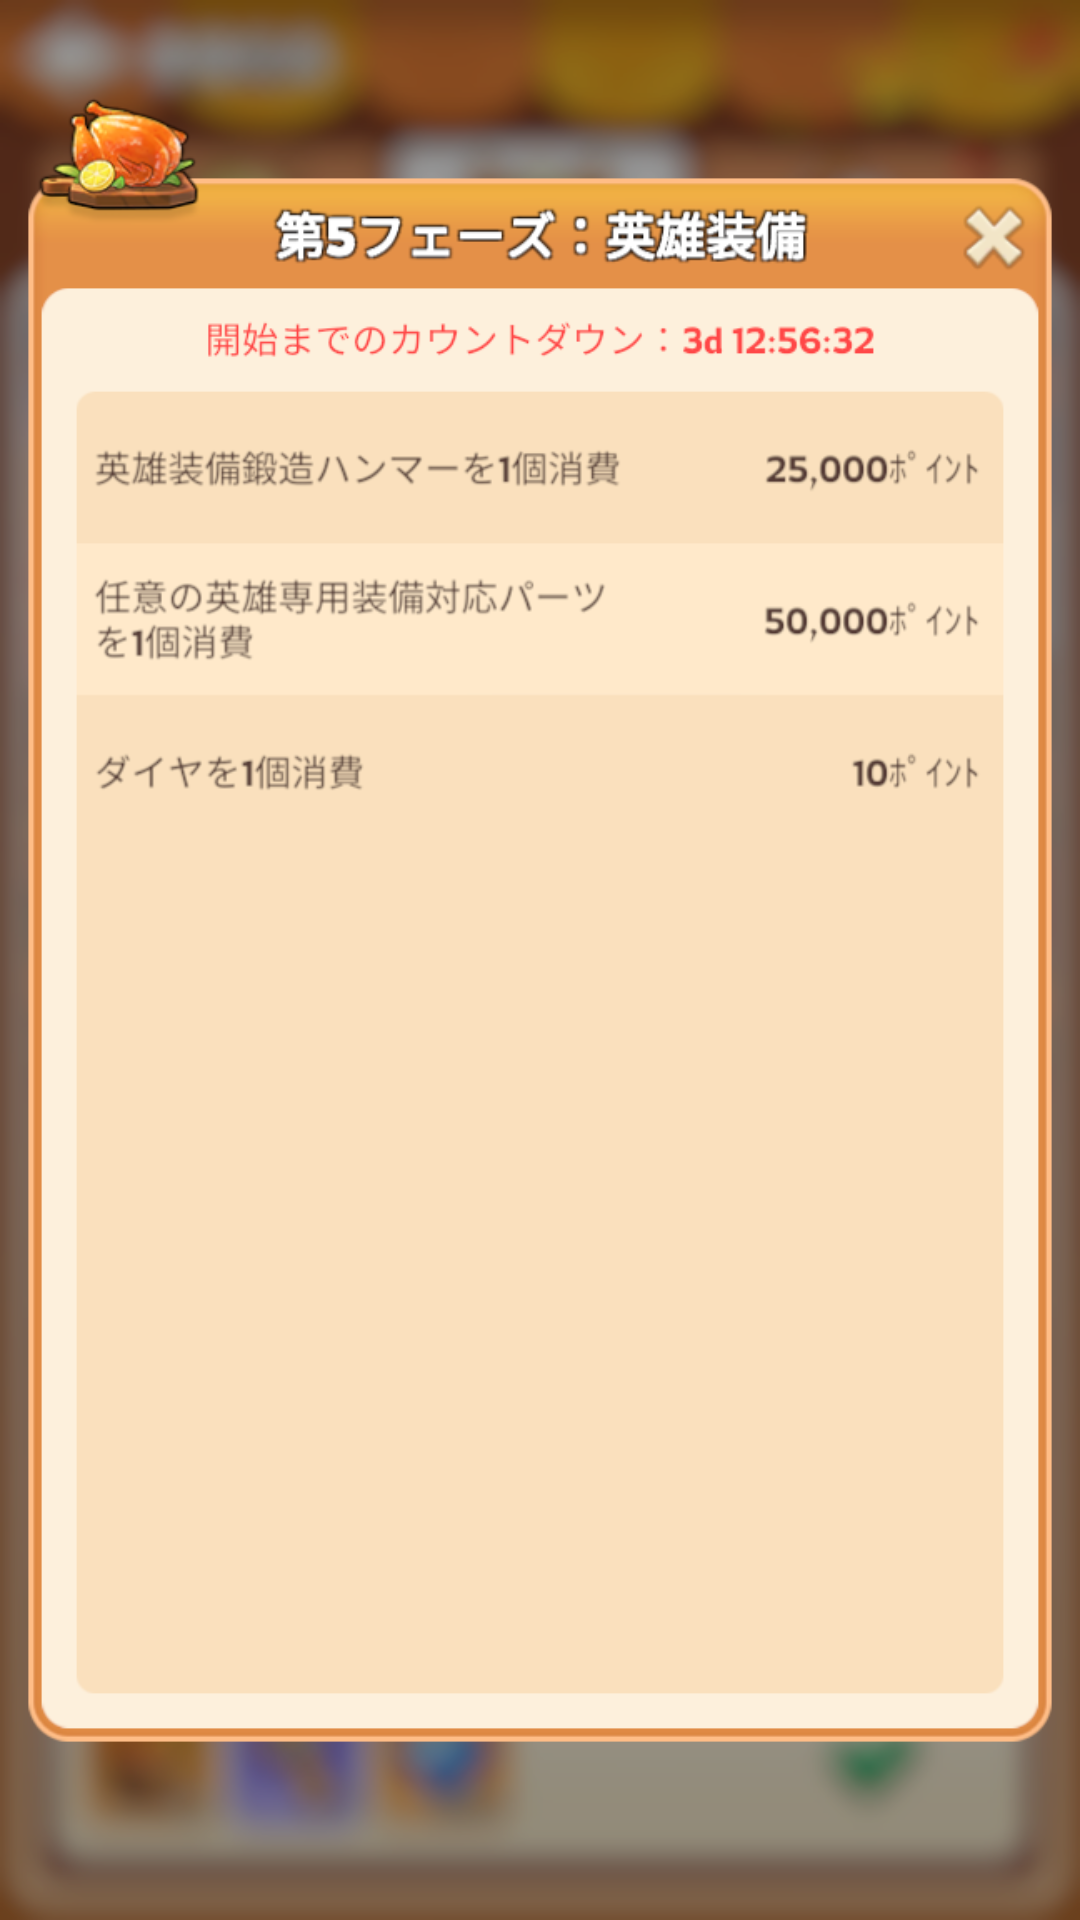 第5フェーズ：英雄装備
開始までのカウントダウン：3d 12:56:32
英雄装備鍛造ハンマーを1個消費
25,000ﾎﾟｲﾝﾄ
任意の英雄専用装備対応パーツ
を1個消費
50,000ﾎﾟｲﾝﾄ
ダイヤを1個消費
10ﾎﾟｲﾝﾄ